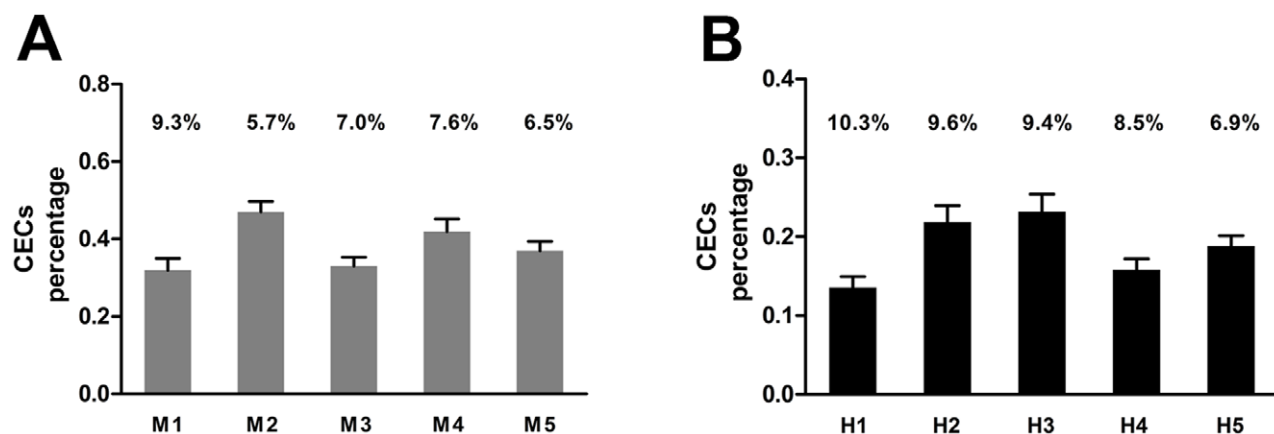 A
CECs
percentage
0.8
0.6
0.4
0.2
0.0
9.3% 5.7% 7.0% 7.6% 6.5%
M1 M2 M3 M4 M5
B
CECs
percentage
0.4
0.3
0.2
0.1
0.0
10.3% 9.6% 9.4% 8.5% 6.9%
H1 H2 H3 H4 H5